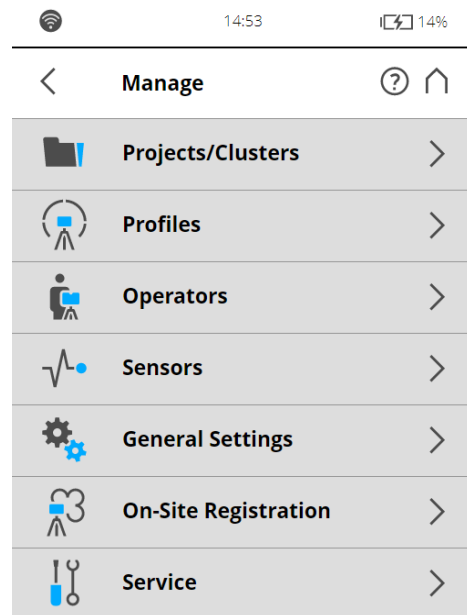 14:53 14%
Manage ?
Projects/Clusters
Profiles
Operators
Sensors
General Settings
On-Site Registration
Service